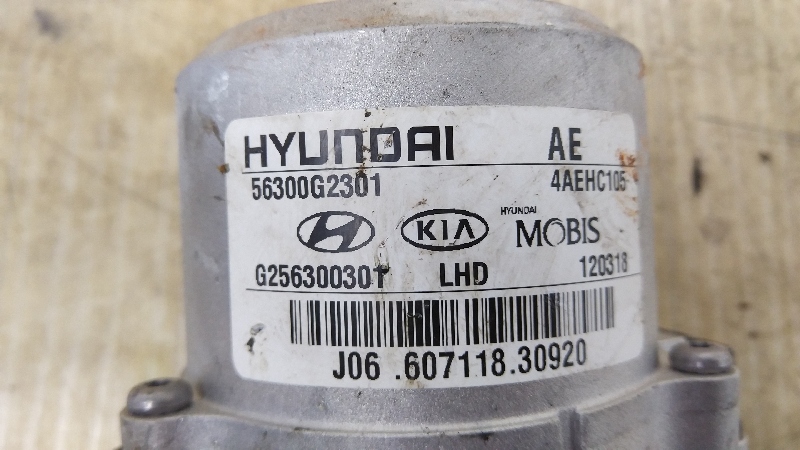 HYUNDAI AE
56300G2301 4AEHC105
KIA HYUNDAI MOBIS
G256300301 LHD 120318
J06 .607118.30920